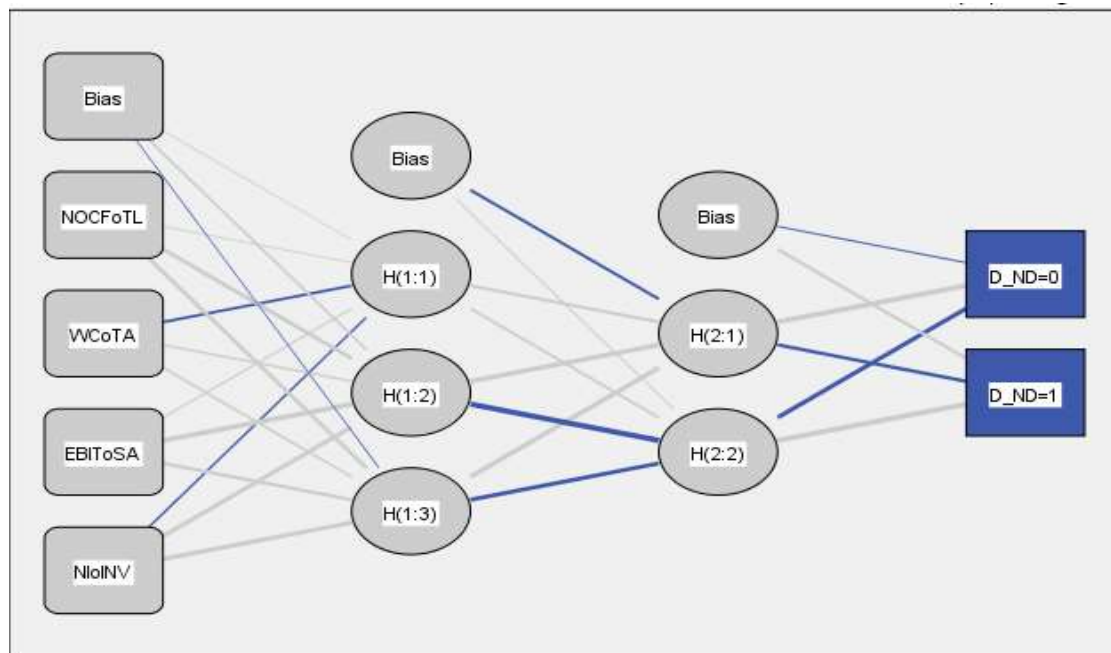 Bias
NOCFoTL
WCoTA
EBIToSA
NIoINV
Bias
H(1:1)
H(1:2)
H(1:3)
Bias
H(2:1)
H(2:2)
D_ND=0
D_ND=1